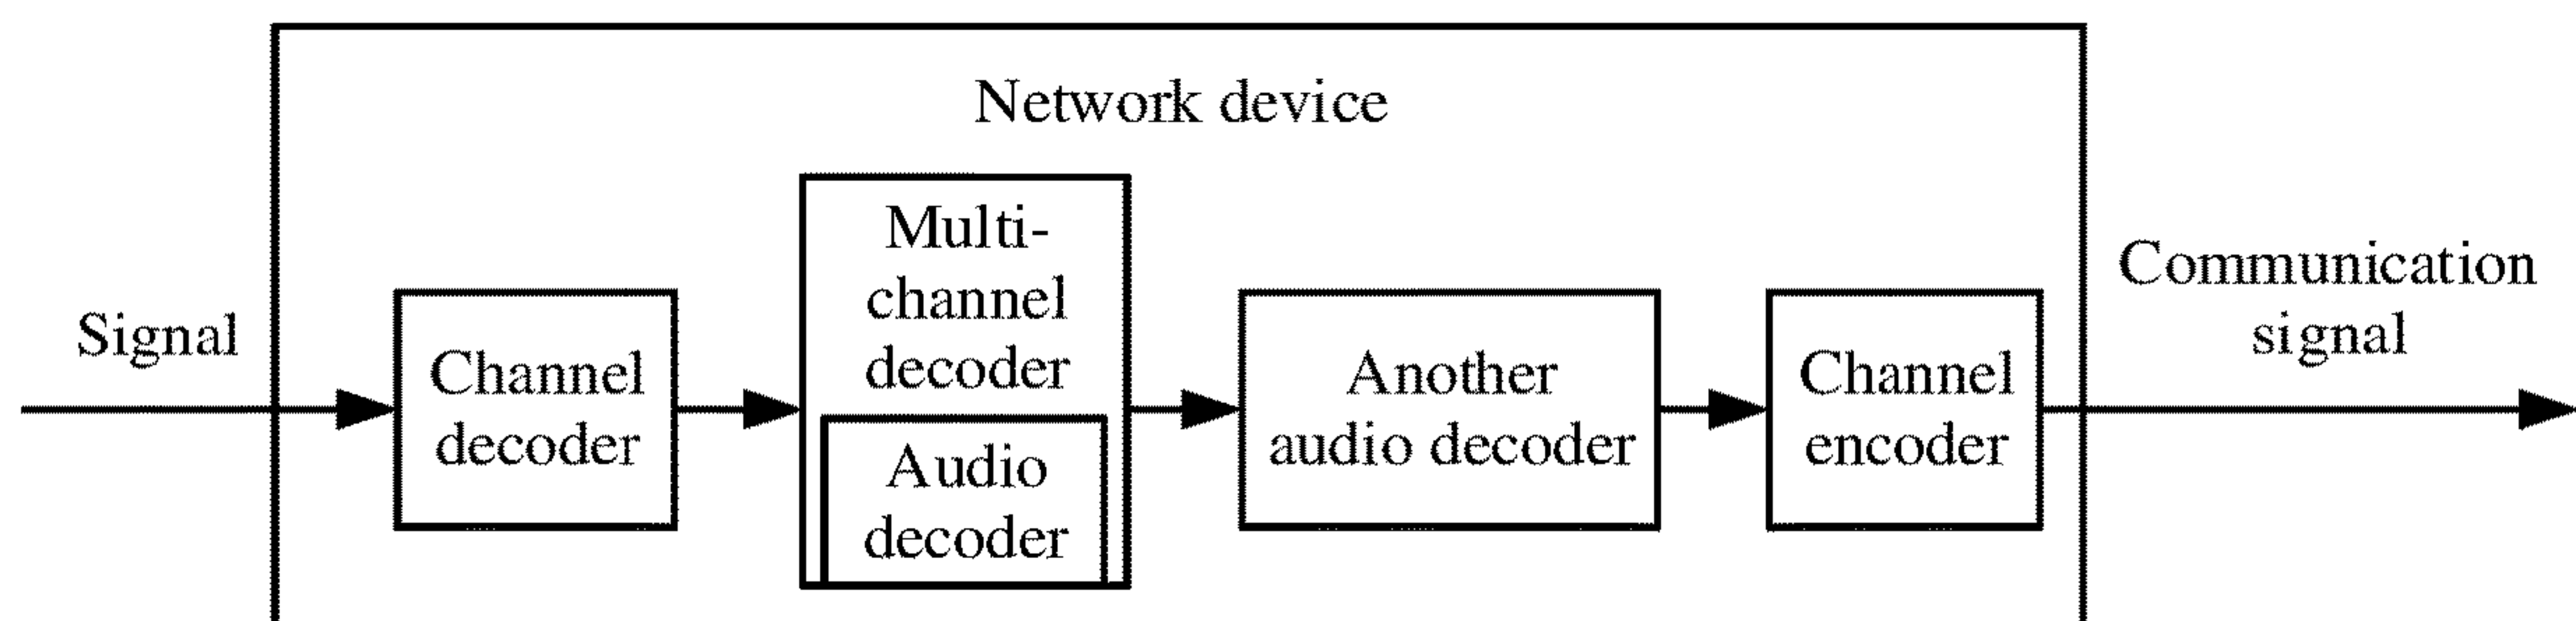 Network device
Signal
Channel
decoder
Multi-
channel
decoder
Audio
decoder
Another
audio decoder
Channel
encoder
Communication
signal